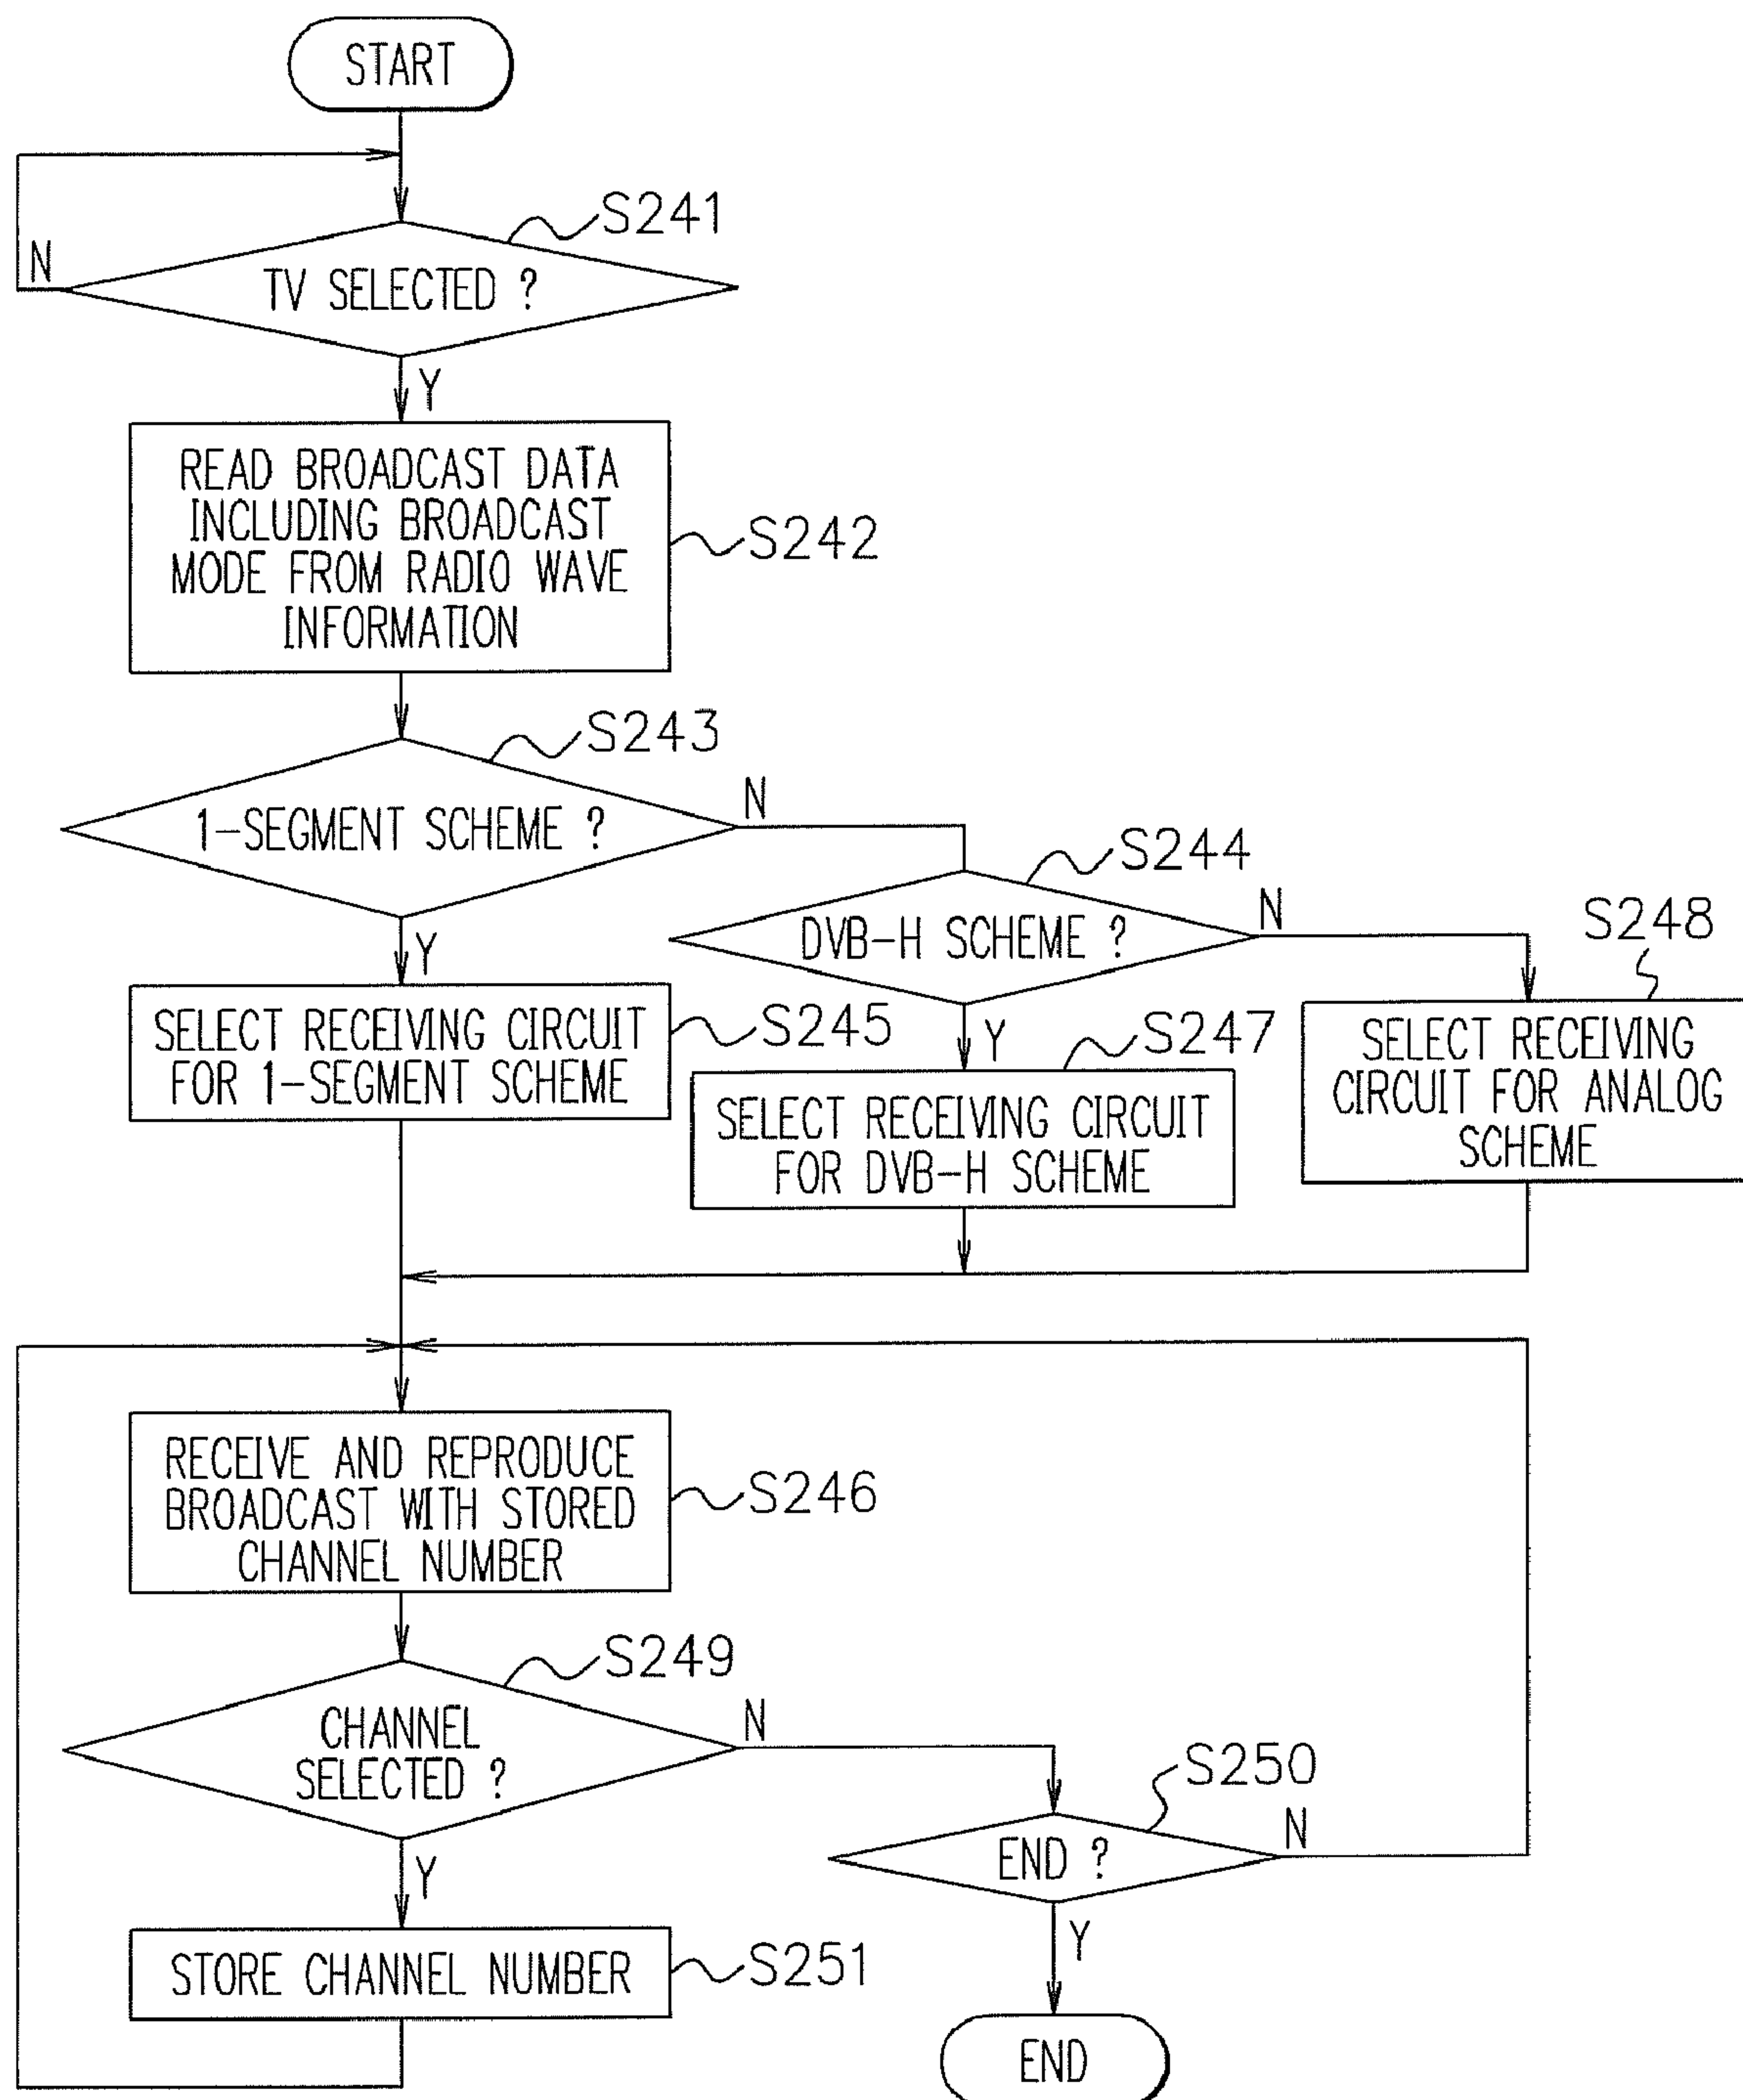 START
S241
N
TV SELECTED ?
Y
READ BROADCAST DATA
INCLUDING BROADCAST
MODE FROM RADIO WAVE
INFORMATION
S242
S243
1-SEGMENT SCHEME ?
N
Y
S244
DVB-H SCHEME ?
N
Y
S248
SELECT RECEIVING CIRCUIT
FOR 1-SEGMENT SCHEME
S245
S247
SELECT RECEIVING CIRCUIT
FOR DVB-H SCHEME
SELECT RECEIVING
CIRCUIT FOR ANALOG
SCHEME
RECEIVE AND REPRODUCE
BROADCAST WITH STORED
CHANNEL NUMBER
S246
S249
CHANNEL
SELECTED ?
N
Y
S250
END ?
N
Y
STORE CHANNEL NUMBER
S251
END